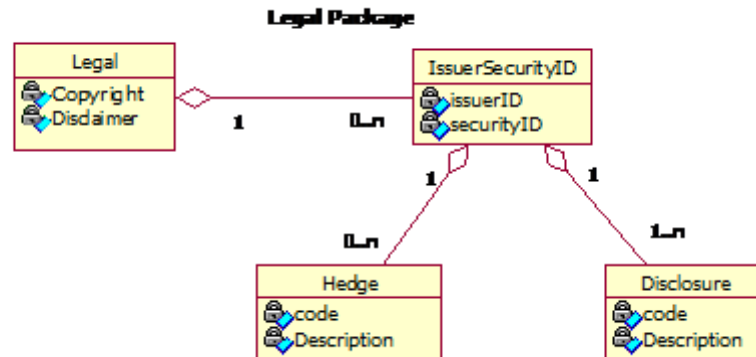 Legal Package
Legal
Copyright
Disclaimer
1
0..n
IssuerSecurityID
issuerID
securityID
1
1
0..n
1..n
Hedge
code
Description
Disclosure
code
Description